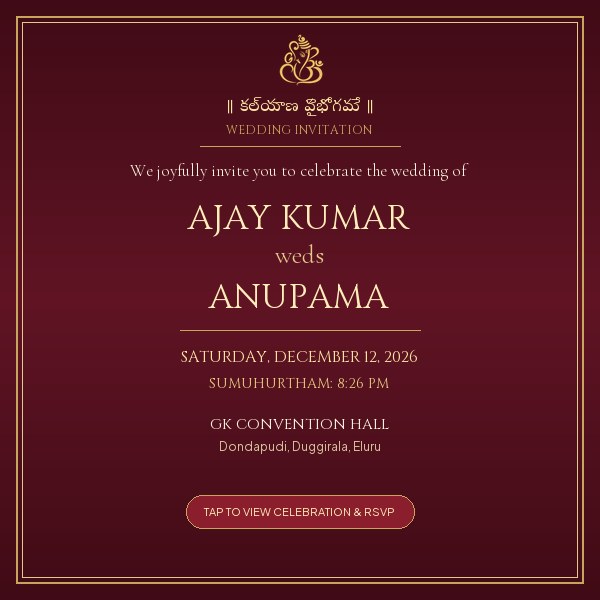 || కల్యాణ వైభోగమే ||
WEDDING INVITATION
We joyfully invite you to celebrate the wedding of
AJAY KUMAR
weds
ANUPAMA
SATURDAY, DECEMBER 12, 2026
SUMUHURTHAM: 8:26 PM
GK CONVENTION HALL
Dondapudi, Duggirala, Eluru
TAP TO VIEW CELEBRATION & RSVP